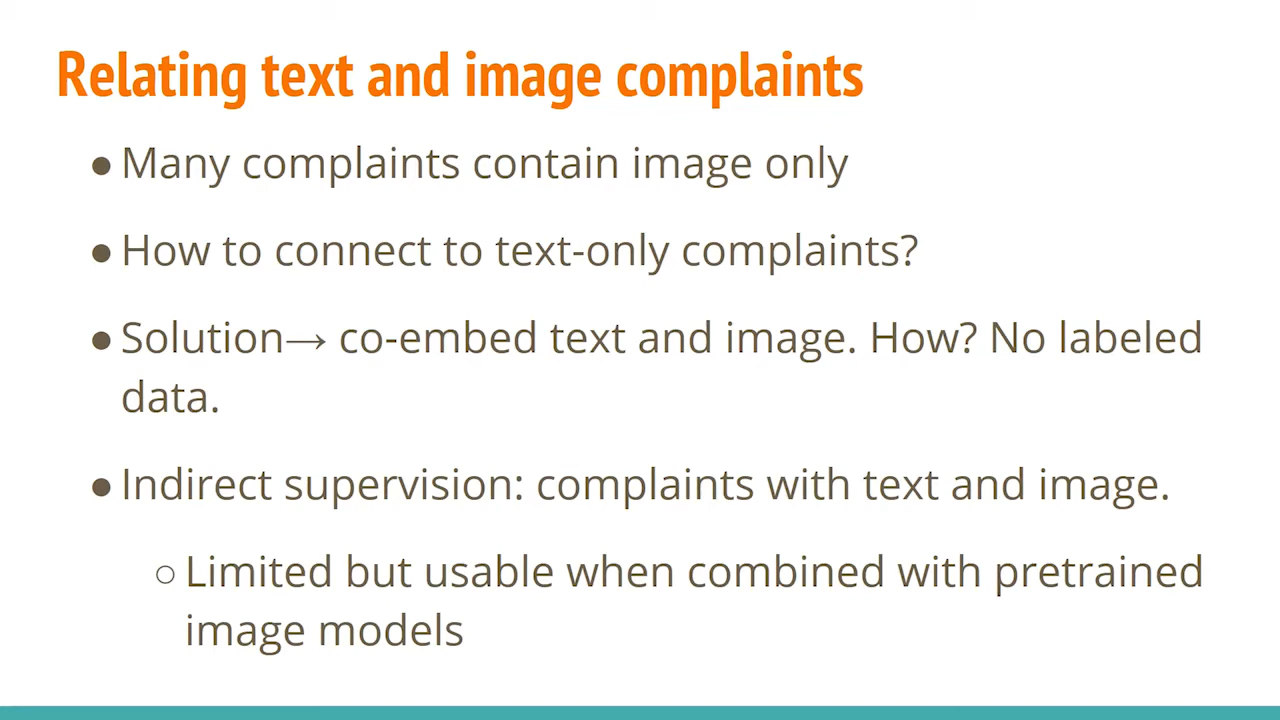 Relating text and image complaints
● Many complaints contain image only
● How to connect to text-only complaints?
● Solution→ co-embed text and image. How? No labeled
data.
● Indirect supervision: complaints with text and image.
○ Limited but usable when combined with pretrained
image models